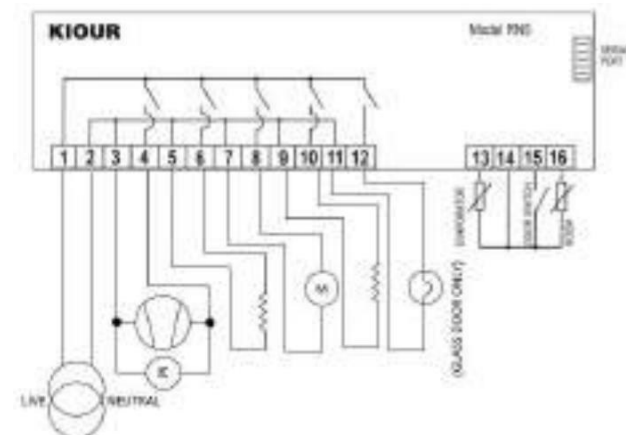 KIOUR
Model RN5
1 2 3 4 5 6 7 8 9 10 11 12
13 14 15 16
DOOR SWITCH
(GLASS DOOR ONLY)
M
LIVE
NEUTRAL